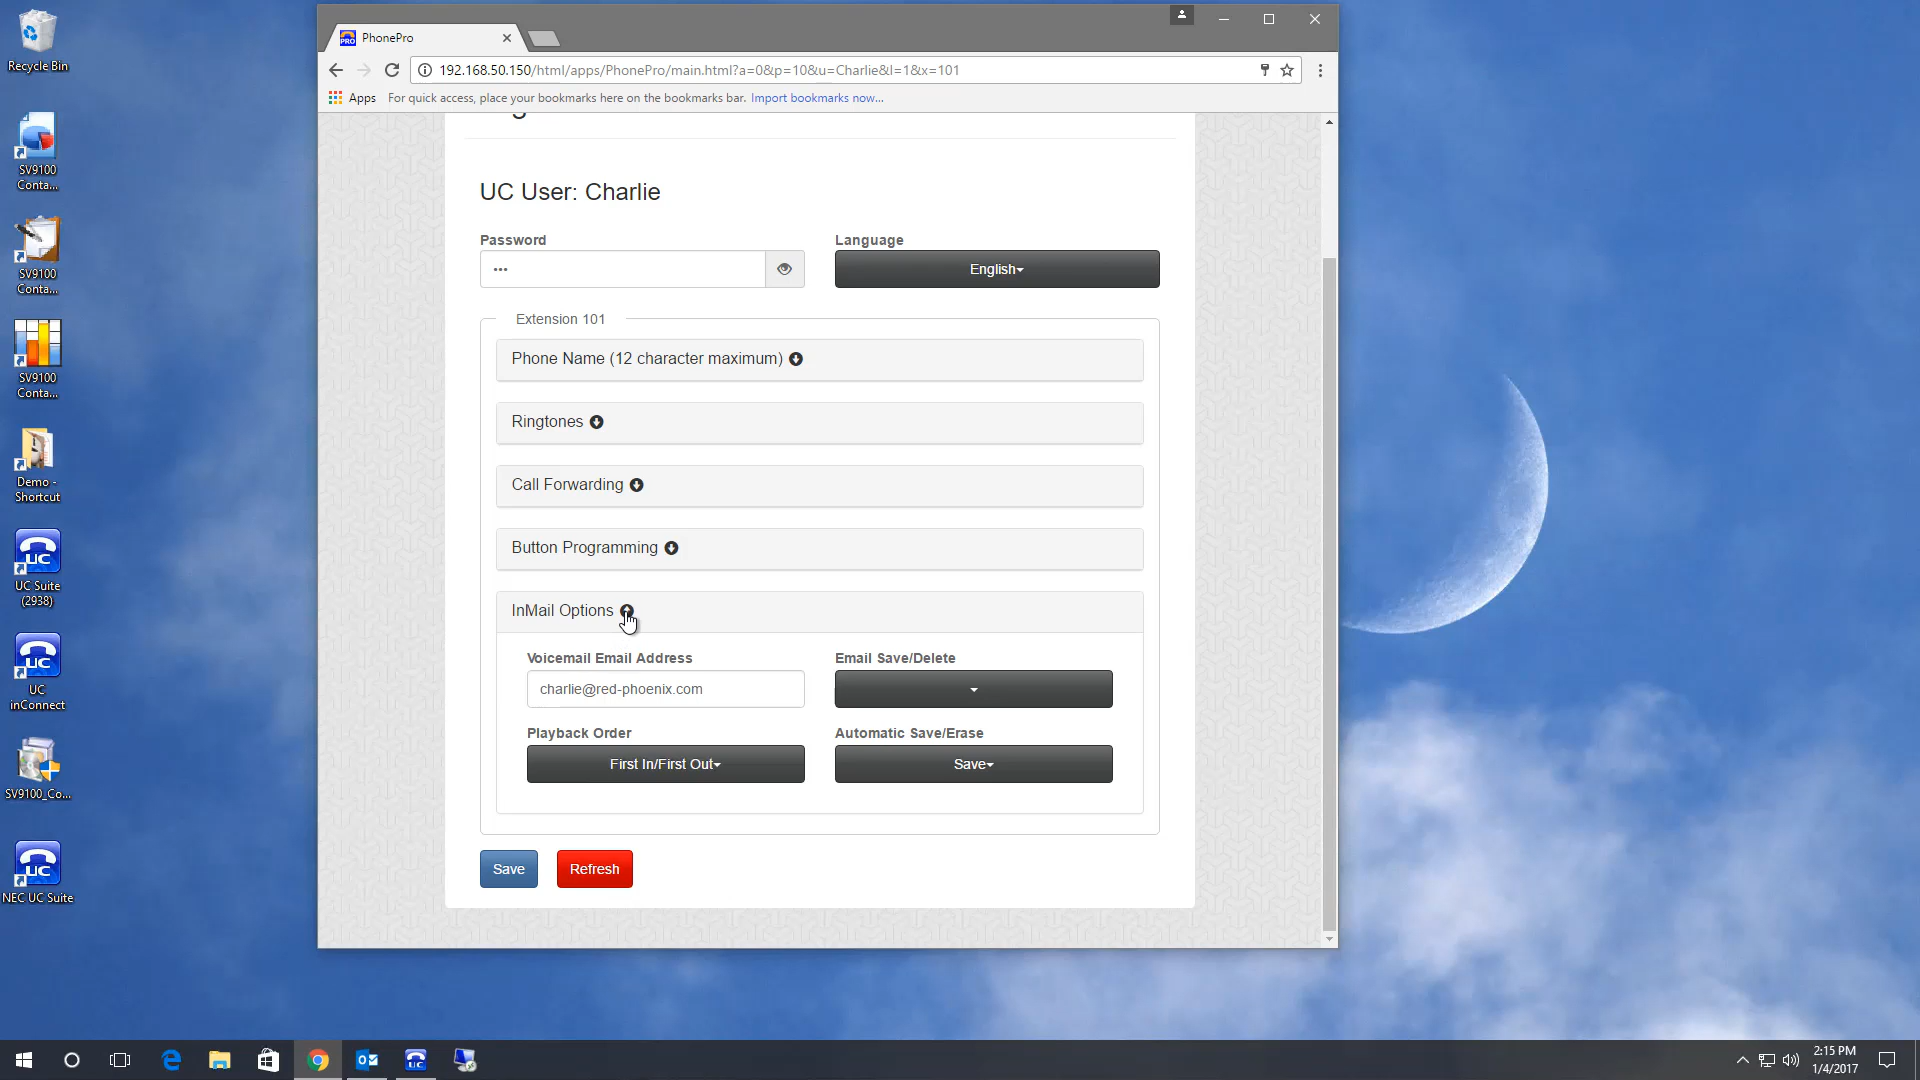 Recycle Bin
SV9100
Conta...
SV9100
Conta...
SV9100
Conta...
Demo -
Shortcut
UC
UC Suite
(2938)
UC
UC
inConnect
SV9100_Co...
UC
NEC UC Suite
PRO
PhonePro
192.168.50.150/html/apps/PhonePro/main.html?a=0&p=10&u=Charlie&l=1&x=101
Apps
For quick access, place your bookmarks here on the bookmarks bar. Import bookmarks now...
UC User: Charlie
Password
Language
•••
English
Extension 101
Phone Name (12 character maximum)
Ringtones
Call Forwarding
Button Programming
InMail Options
Voicemail Email Address
Email Save/Delete
charlie@red-phoenix.com
Playback Order
Automatic Save/Erase
First In/First Out
Save
Save
Refresh
UC
2:15 PM
1/4/2017